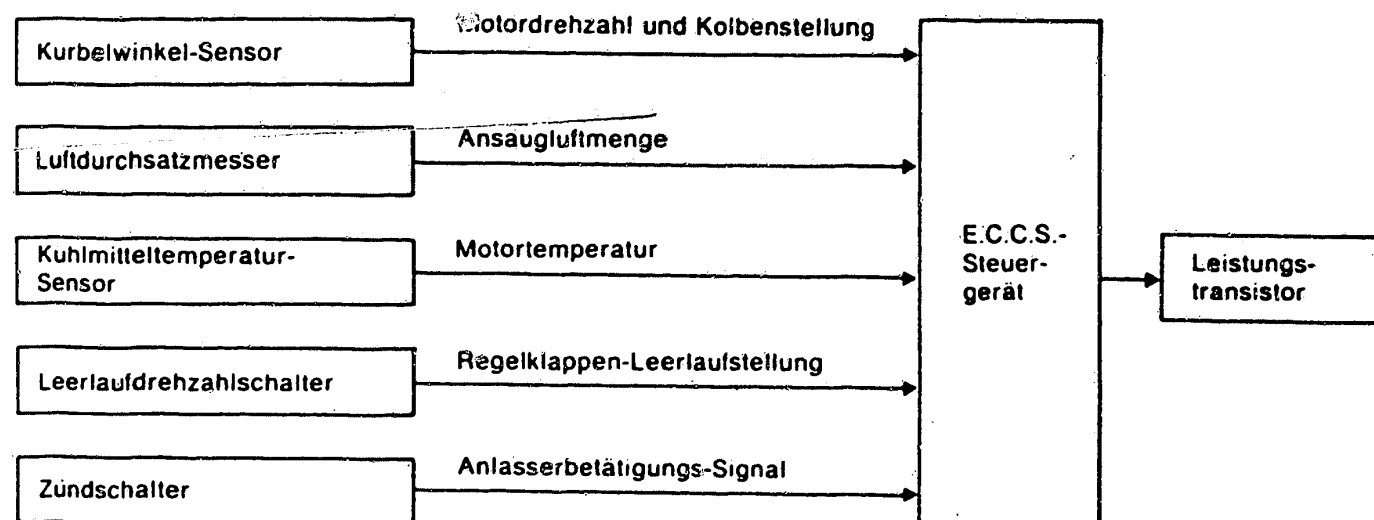 Kurbelwinkel-Sensor
Motordrehzahl und Kolbenstellung
Luftdurchsatzmesser
Ansaugluftmenge
Kuhlmitteltemperatur-
Sensor
Motortemperatur
Leerlaufdrehzahlschalter
Regelklappen-Leerlaufstellung
Zündschalter
Anlasserbetätigungs-Signal
E.C.C.S.-
Steuer-
gerät
Leistungs-
transistor